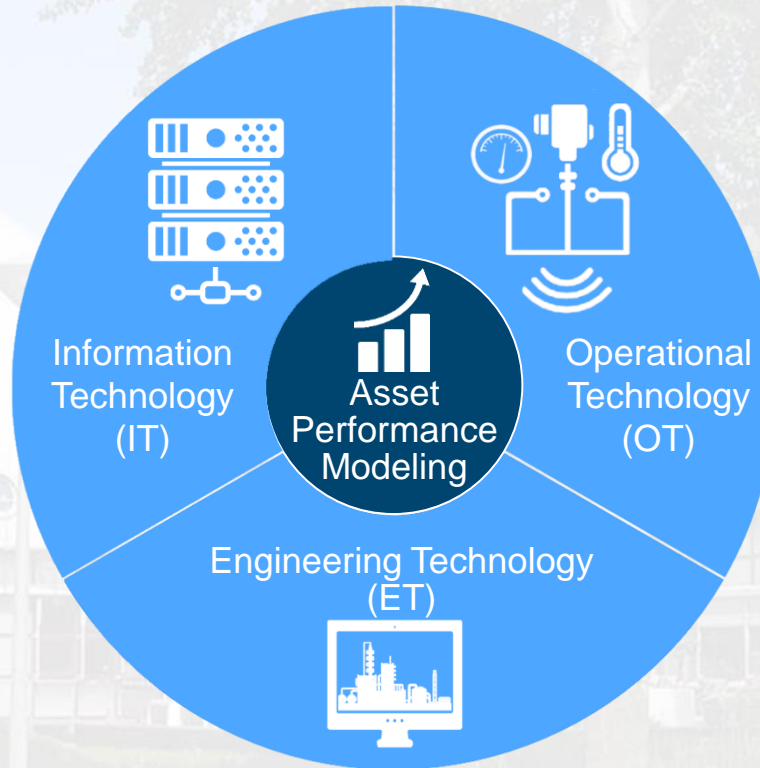 Information
Technology
(IT)
Operational
Technology
(OT)
Asset
Performance
Modeling
Engineering Technology
(ET)